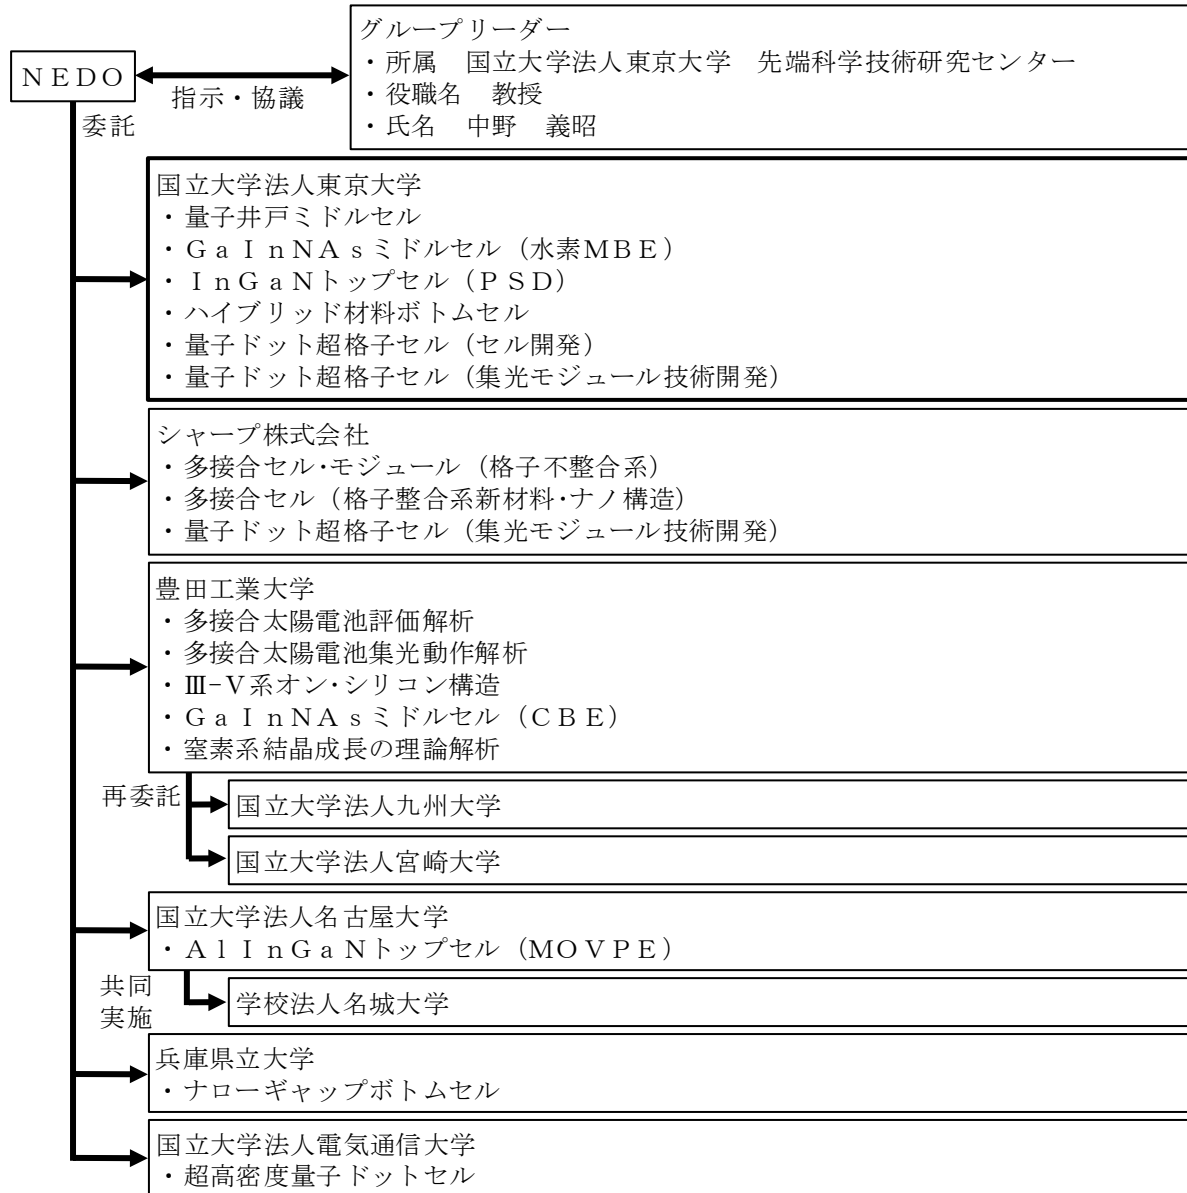 グループリーダー
・所属　国立大学法人東京大学　先端科学技術研究センター
・役職名　教授
・氏名　中野　義昭
ＮＥＤＯ
指示・協議
委託
国立大学法人東京大学
・量子井戸ミドルセル
・ＧａＩｎＮＡｓミドルセル（水素ＭＢＥ）
・ＩｎＧａＮトップセル（ＰＳＤ）
・ハイブリッド材料ボトムセル
・量子ドット超格子セル（セル開発）
・量子ドット超格子セル（集光モジュール技術開発）
シャープ株式会社
・多接合セル・モジュール（格子不整合系）
・多接合セル（格子整合系新材料・ナノ構造）
・量子ドット超格子セル（集光モジュール技術開発）
豊田工業大学
・多接合太陽電池評価解析
・多接合太陽電池集光動作解析
・Ⅲ−Ⅴ系オン・シリコン構造
・ＧａＩｎＮＡｓミドルセル（ＣＢＥ）
・窒素系結晶成長の理論解析
再委託
国立大学法人九州大学
国立大学法人宮崎大学
国立大学法人名古屋大学
・ＡｌＩｎＧａＮトップセル（ＭＯＶＰＥ）
共同
実施
学校法人名城大学
兵庫県立大学
・ナローギャップボトムセル
国立大学法人電気通信大学
・超高密度量子ドットセル